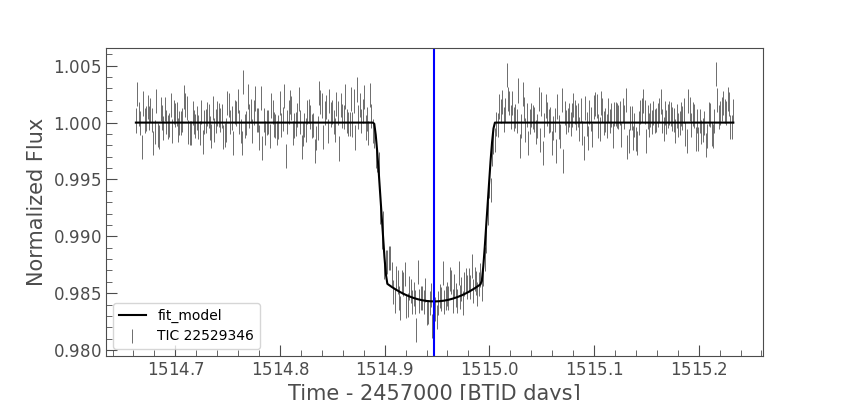 Normalized Flux
1.005
1.000
0.995
0.990
0.985
0.980
fit_model
TIC 22529346
1514.7 1514.8 1514.9 1515.0 1515.1 1515.2
Time - 2457000 [BTJD days]